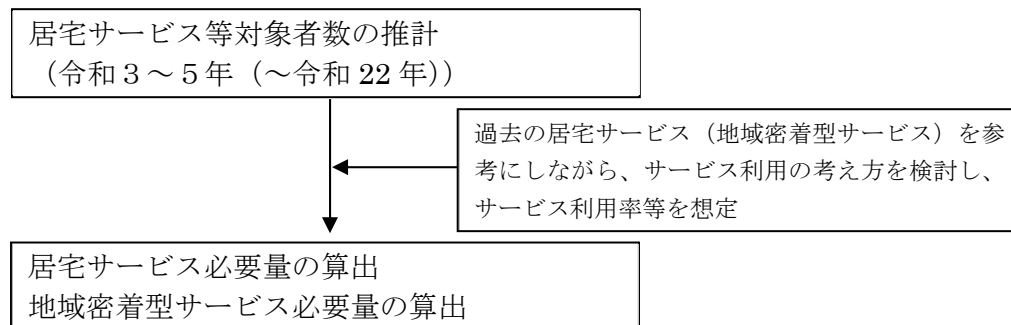 居宅サービス等対象者数の推計
（令和３～５年（～令和 22 年））
過去の居宅サービス（地域密着型サービス）を参
考にしながら、サービス利用の考え方を検討し、
サービス利用率等を想定
居宅サービス必要量の算出
地域密着型サービス必要量の算出